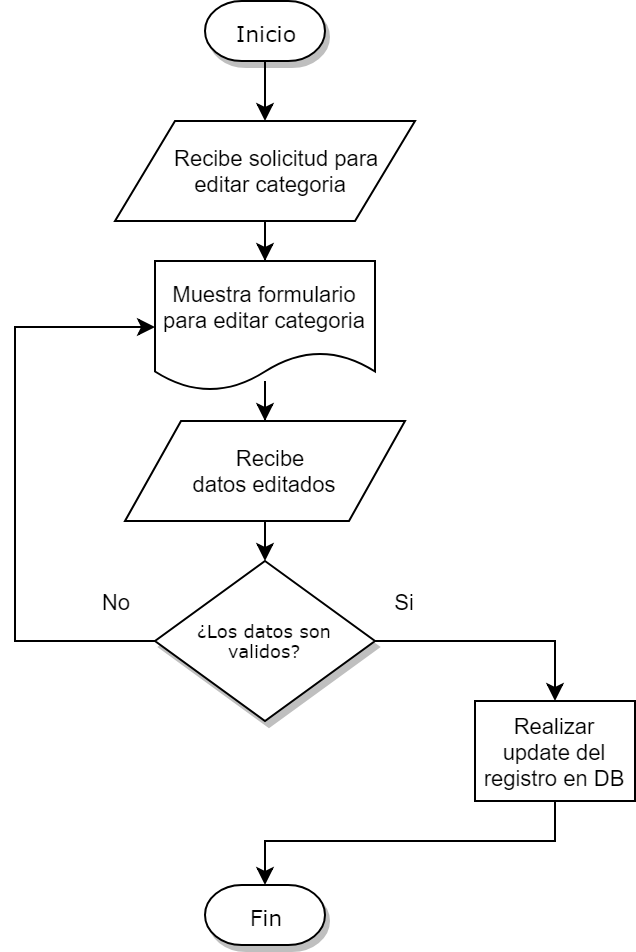 Inicio
Recibe solicitud para
editar categoria
Muestra formulario
para editar categoria
Recibe
datos editados
No
Si
¿Los datos son
validos?
Realizar
update del
registro en DB
Fin